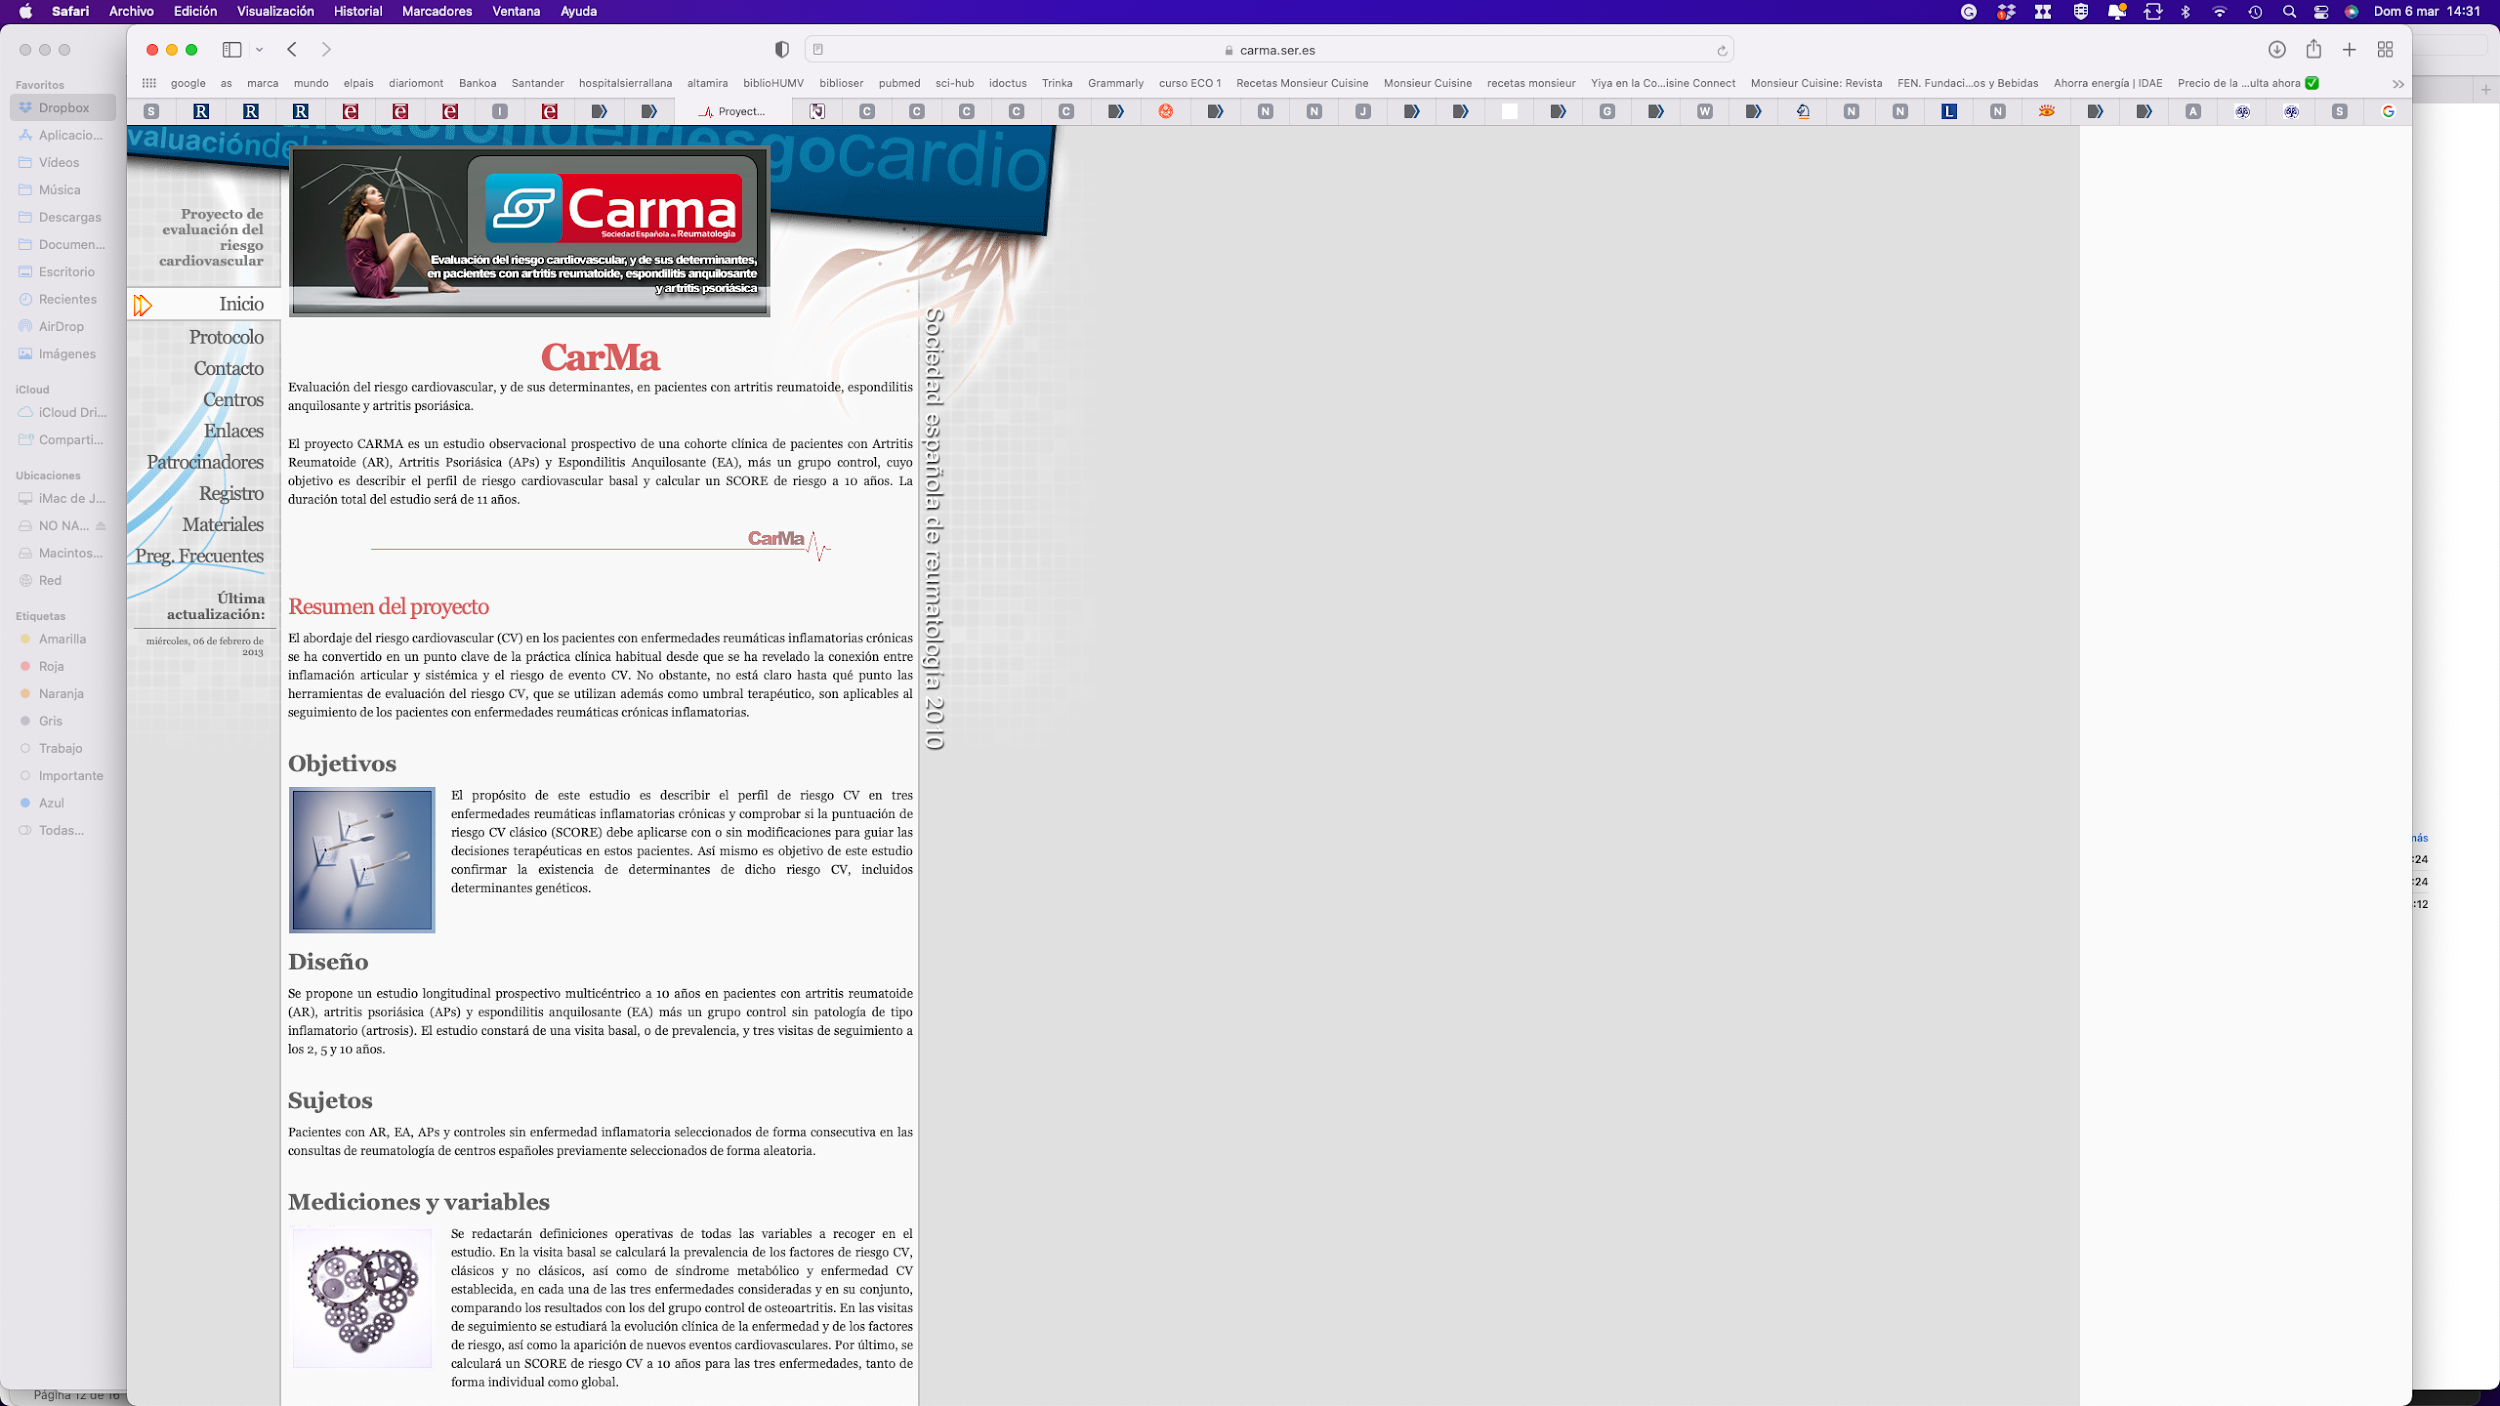 Safari Archivo Edición Visualización Historial Marcadores Ventana Ayuda
Dom 6 mar 14:31
carma.ser.es
google as marca mundo elpais diariomont Bankoa Santander hospitalsierrallana altamira biblioHUMV biblioser pubmed sci-hub idoctus Trinka Grammarly curso ECO 1 Recetas Monsieur Cuisine Monsieur Cuisine recetas monsieur Yiya en la Co...isine Connect Monsieur Cuisine: Revista FEN. Fundaci...os y Bebidas Ahorra energía | IDAE Precio de la ...ulta ahora
S R R R e e e I e Proyect... N C C C C C N N J G W N N L N A S G
Favoritos
Dropbox
Aplicacio...
Vídeos
Música
Descargas
Documen...
Escritorio
Recientes
AirDrop
Imágenes
iCloud
iCloud Dri...
Comparti...
Ubicaciones
iMac de J...
NO NA...
Macintos...
Red
Etiquetas
Amarilla
Roja
Naranja
Gris
Trabajo
Importante
Azul
Todas...
Página 12 de 16
valuacióndel
riesgocardio
Proyecto de
evaluación del
riesgo
cardiovascular
Inicio
Protocolo
Contacto
Centros
Enlaces
Patrocinadores
Registro
Materiales
Preg. Frecuentes
Última
actualización:
miércoles, 06 de febrero de
2013
Carma
Sociedad Española de Reumatología
Evaluación del riesgo cardiovascular, y de sus determinantes,
en pacientes con artritis reumatoide, espondilitis anquilosante
y artritis psoriásica
CarMa
Evaluación del riesgo cardiovascular, y de sus determinantes, en pacientes con artritis reumatoide, espondilitis
anquilosante y artritis psoriásica.
El proyecto CARMA es un estudio observacional prospectivo de una cohorte clínica de pacientes con Artritis
Reumatoide (AR), Artritis Psoriásica (APs) y Espondilitis Anquilosante (EA), más un grupo control, cuyo
objetivo es describir el perfil de riesgo cardiovascular basal y calcular un SCORE de riesgo a 10 años. La
duración total del estudio será de 11 años.
CarMa
Resumen del proyecto
El abordaje del riesgo cardiovascular (CV) en los pacientes con enfermedades reumáticas inflamatorias crónicas
se ha convertido en un punto clave de la práctica clínica habitual desde que se ha revelado la conexión entre
inflamación articular y sistémica y el riesgo de evento CV. No obstante, no está claro hasta qué punto las
herramientas de evaluación del riesgo CV, que se utilizan además como umbral terapéutico, son aplicables al
seguimiento de los pacientes con enfermedades reumáticas crónicas inflamatorias.
Objetivos
El propósito de este estudio es describir el perfil de riesgo CV en tres
enfermedades reumáticas inflamatorias crónicas y comprobar si la puntuación de
riesgo CV clásico (SCORE) debe aplicarse con o sin modificaciones para guiar las
decisiones terapéuticas en estos pacientes. Así mismo es objetivo de este estudio
confirmar la existencia de determinantes de dicho riesgo CV, incluidos
determinantes genéticos.
Diseño
Se propone un estudio longitudinal prospectivo multicéntrico a 10 años en pacientes con artritis reumatoide
(AR), artritis psoriásica (APs) y espondilitis anquilosante (EA) más un grupo control sin patología de tipo
inflamatorio (artrosis). El estudio constará de una visita basal, o de prevalencia, y tres visitas de seguimiento a
los 2, 5 y 10 años.
Sujetos
Pacientes con AR, EA, APs y controles sin enfermedad inflamatoria seleccionados de forma consecutiva en las
consultas de reumatología de centros españoles previamente seleccionados de forma aleatoria.
Mediciones y variables
Se redactarán definiciones operativas de todas las variables a recoger en el
estudio. En la visita basal se calculará la prevalencia de los factores de riesgo CV,
clásicos y no clásicos, así como de síndrome metabólico y enfermedad CV
establecida, en cada una de las tres enfermedades consideradas y en su conjunto,
comparando los resultados con los del grupo control de osteoartritis. En las visitas
de seguimiento se estudiará la evolución clínica de la enfermedad y de los factores
de riesgo, así como la aparición de nuevos eventos cardiovasculares. Por último, se
calculará un SCORE de riesgo CV a 10 años para las tres enfermedades, tanto de
forma individual como global.
Sociedad española de reumatología 2010
más
:24
:24
:12